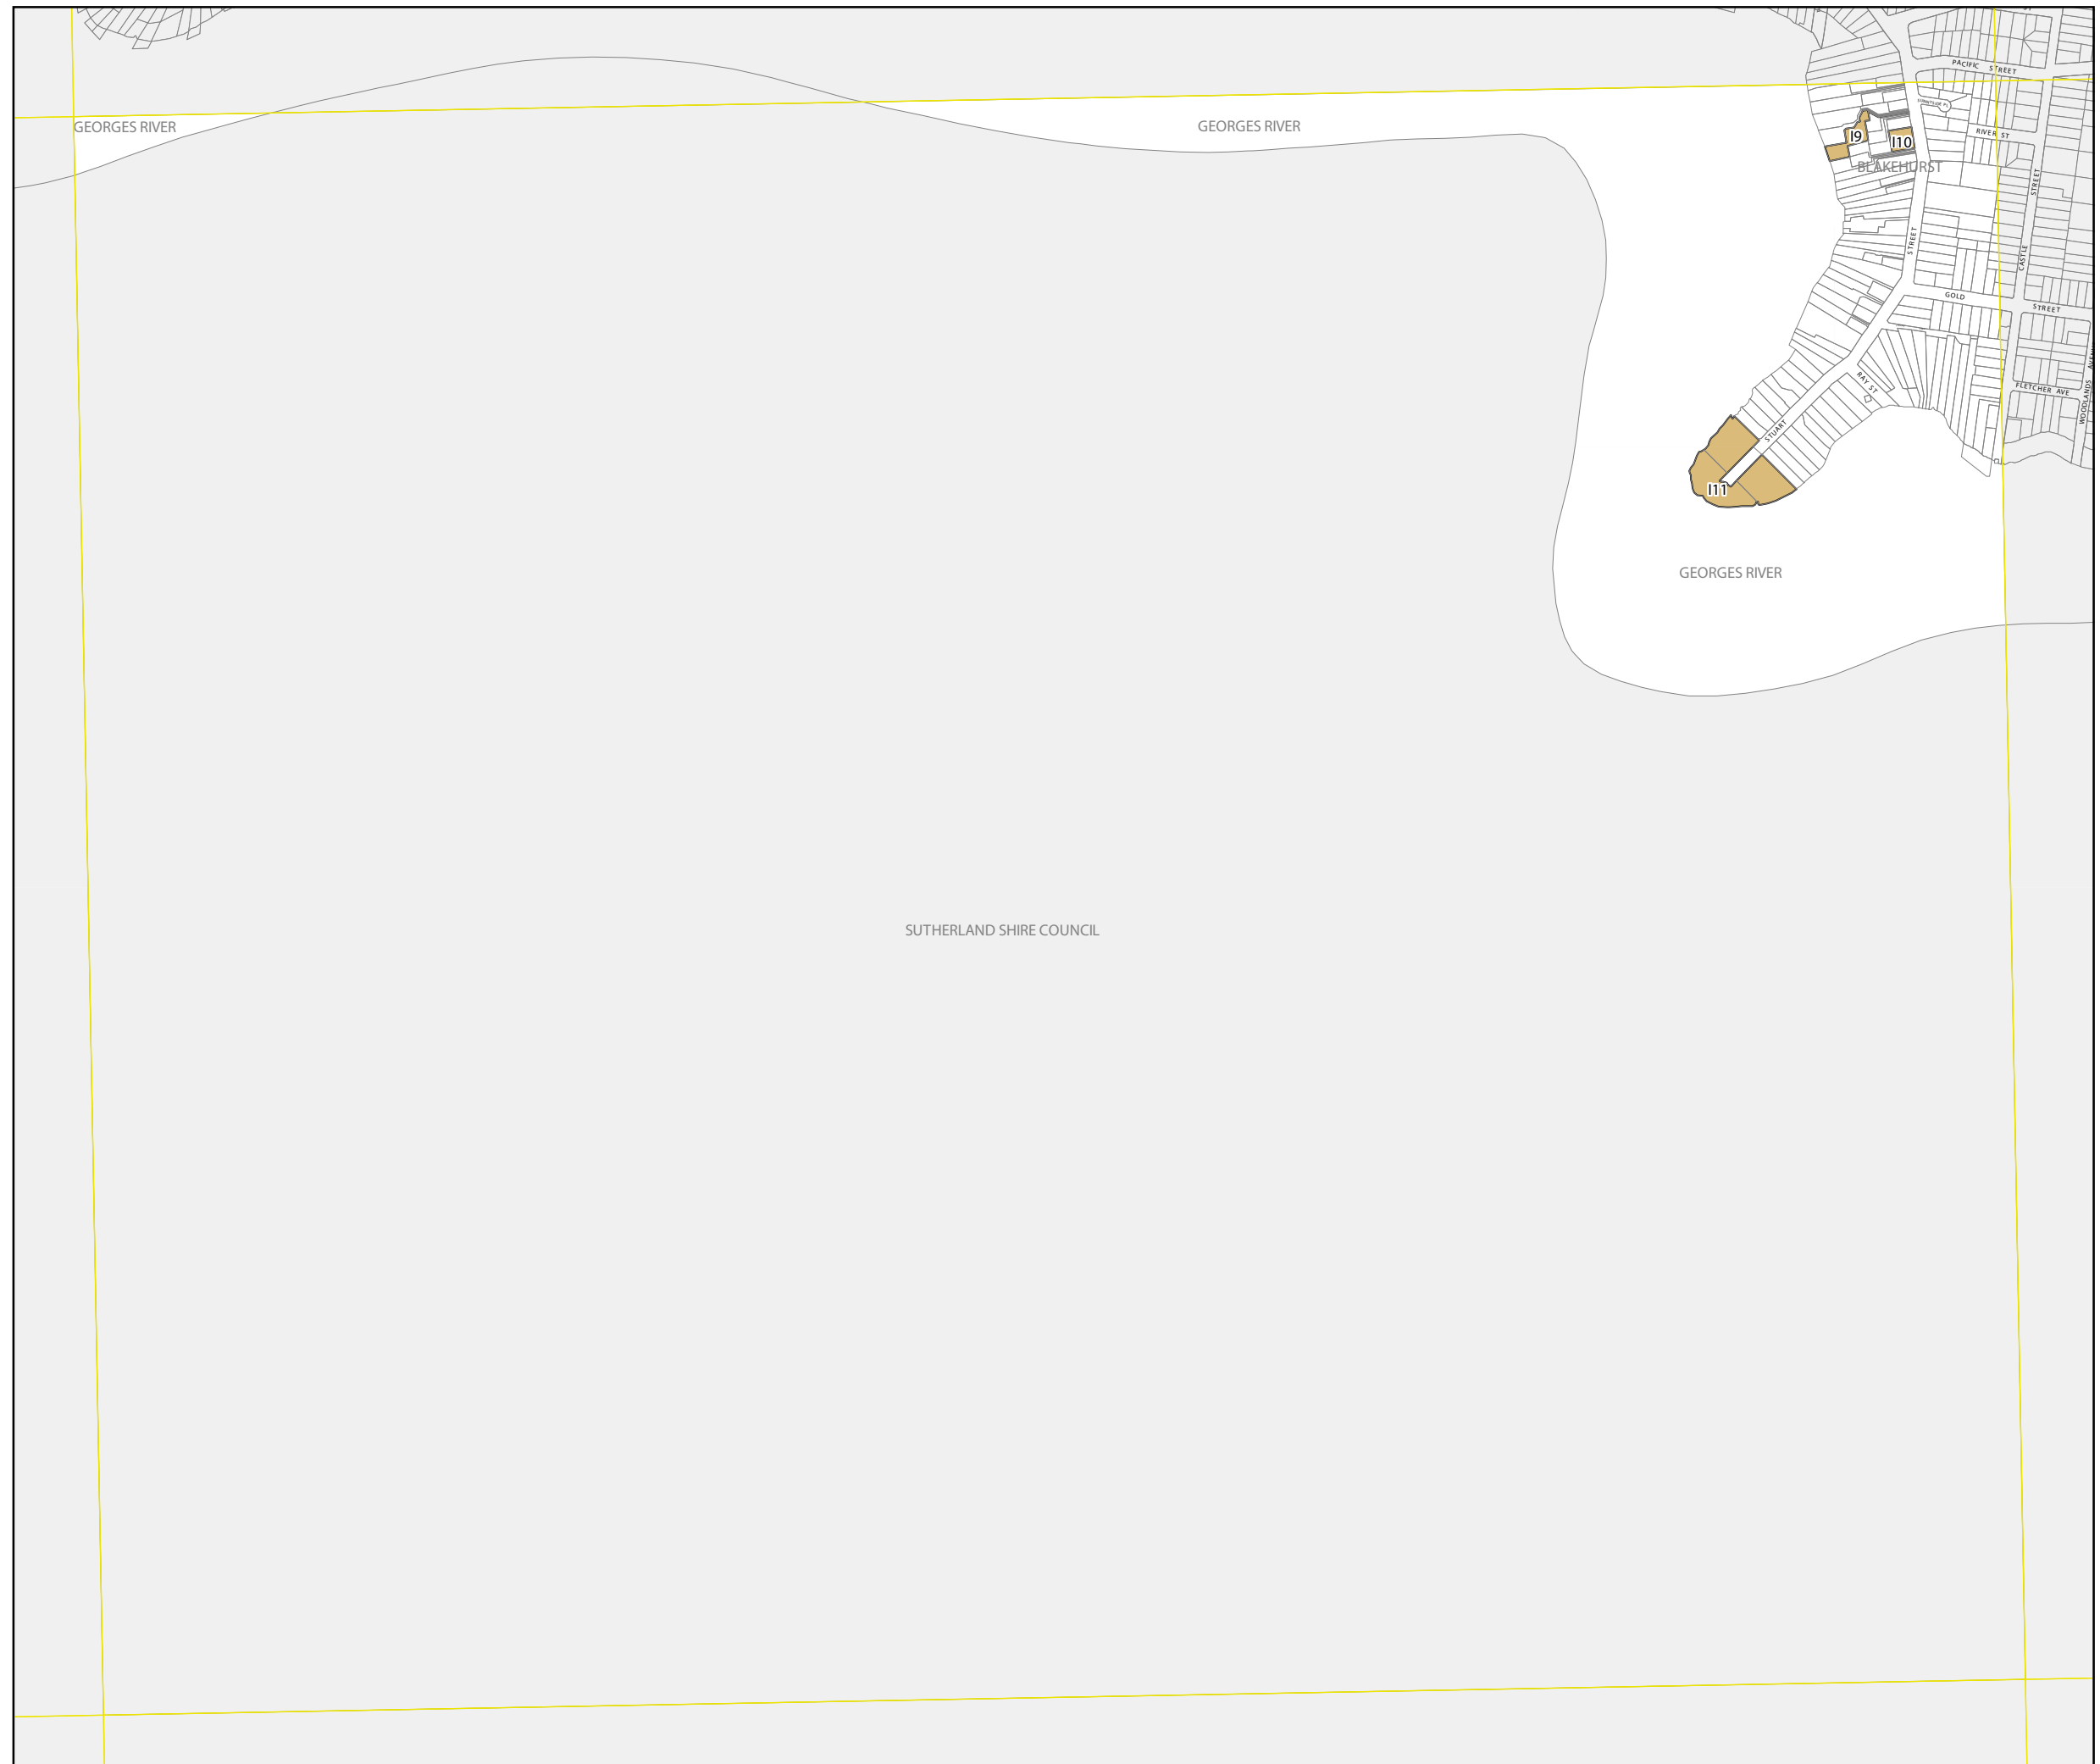 PACIFIC STREET
GEORGES RIVER
GEORGES RIVER
RIVER ST
I9
I10
BLAKEHURST
STREET
STREET
CASTLE
GOLD
STREET
RAY ST
FLETCHER AVE
WOODLANDS
STUART
I11
GEORGES RIVER
SUTHERLAND SHIRE COUNCIL